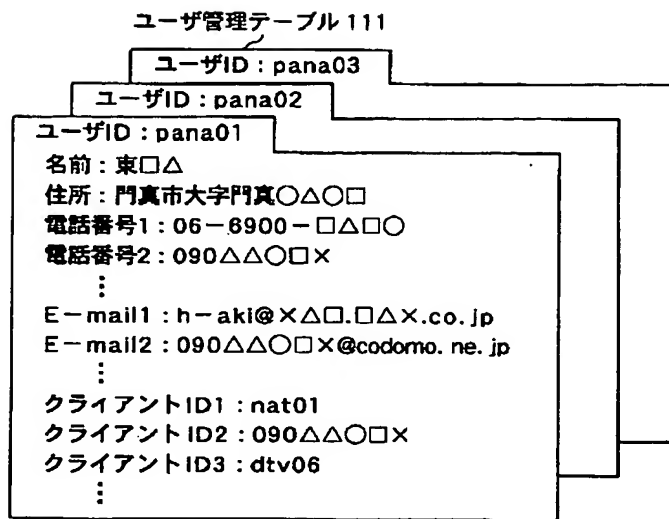 ユーザ管理テーブル 111
ユーザID:pana03
ユーザID:pana02
ユーザID:pana01
名前:東□△
住所:門真市大字門真○△○□
電話番号1:06-6900-□△□○
電話番号2:090△△○□×
⋮
E-mail1:h-aki@×△□.□△×.co.jp
E-mail2:090△△○□×@codomo.ne.jp
⋮
クライアントID1:nat01
クライアントID2:090△△○□×
クライアントID3:dtv06
⋮